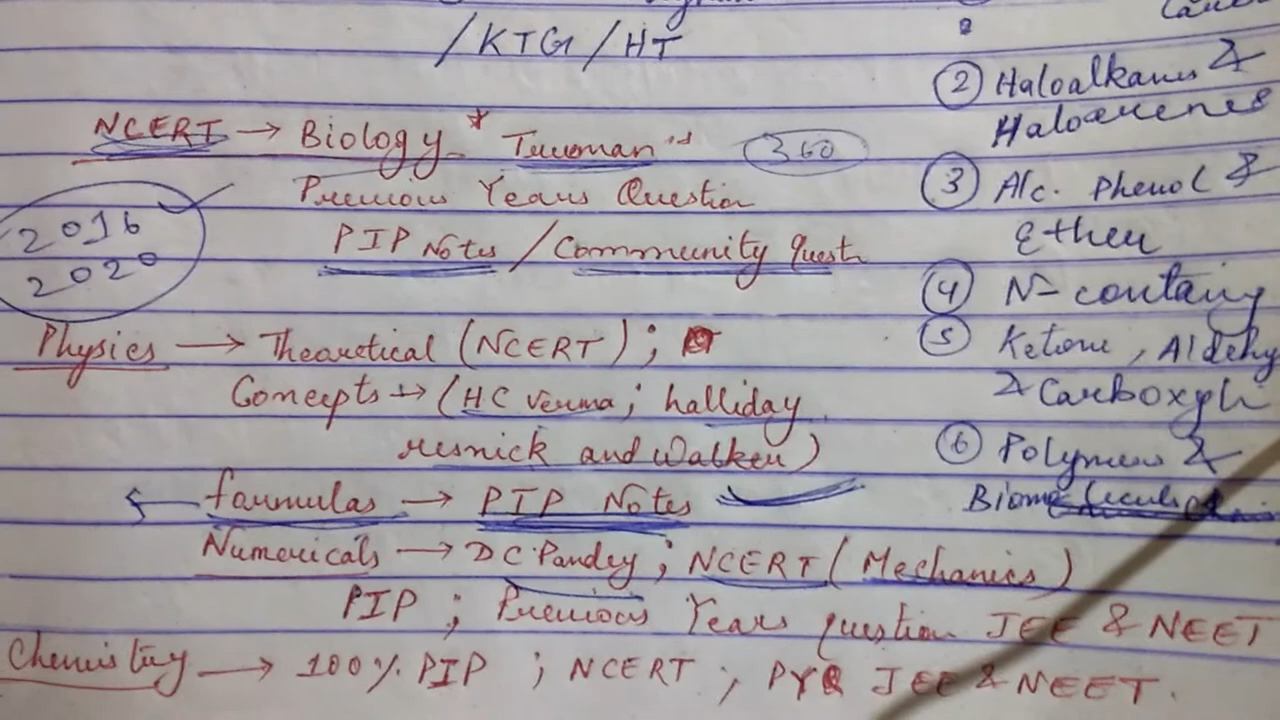 /KTG/HT
NCERT → Biology * Trueman's 360
Previous Years Question
2016
2020
PIP Notes / Community Quest
Physics → Theoretical (NCERT);
Concepts → (HC Verma; halliday
resnick and Walker)
formulas → PIP Notes
Numericals → DC Pandey; NCERT (Mechanics)
PIP; Previous Years question JEE & NEET
Chemistry → 100% PIP ; NCERT ; PYQ JEE & NEET.
② Haloalkanes &
Haloarenes
③ Alc. Phenol &
Ether
④ N- containg
⑤ Ketone, Aldehy
& Carboxyli
⑥ Polymers &